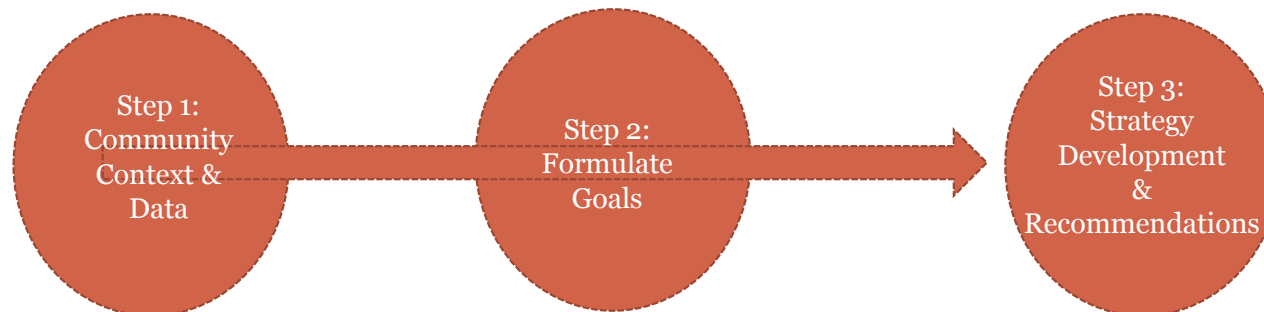 Step 1:
Community
Context &
Data
Step 2:
Formulate
Goals
Step 3:
Strategy
Development
&
Recommendations